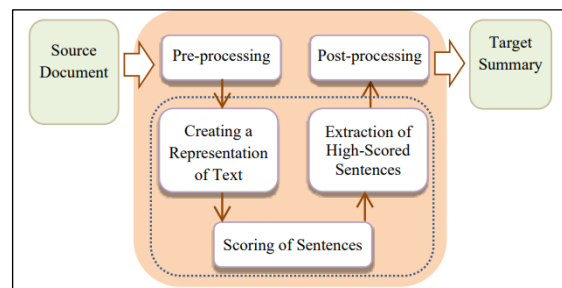 Source
Document
Pre-processing
Post-processing
Target
Summary
Creating a
Representation
of Text
Extraction of
High-Scored
Sentences
Scoring of Sentences